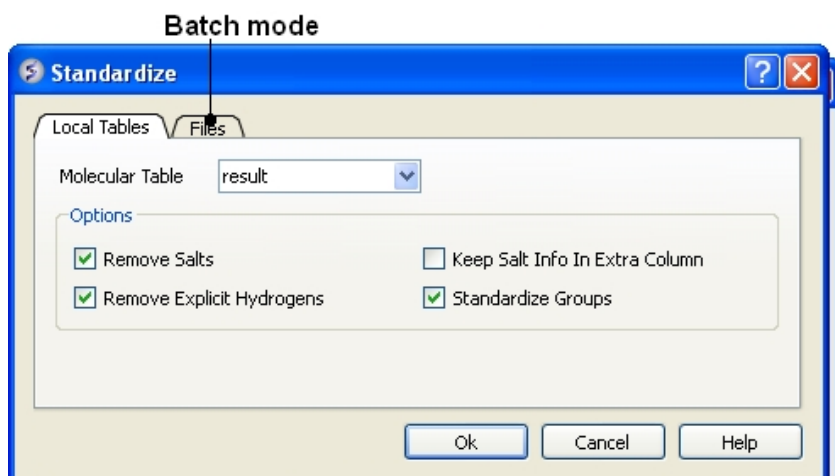 Batch mode
Standardize
Local Tables Files
Molecular Table result
Options
Remove Salts Keep Salt Info In Extra Column
Remove Explicit Hydrogens Standardize Groups
Ok Cancel Help